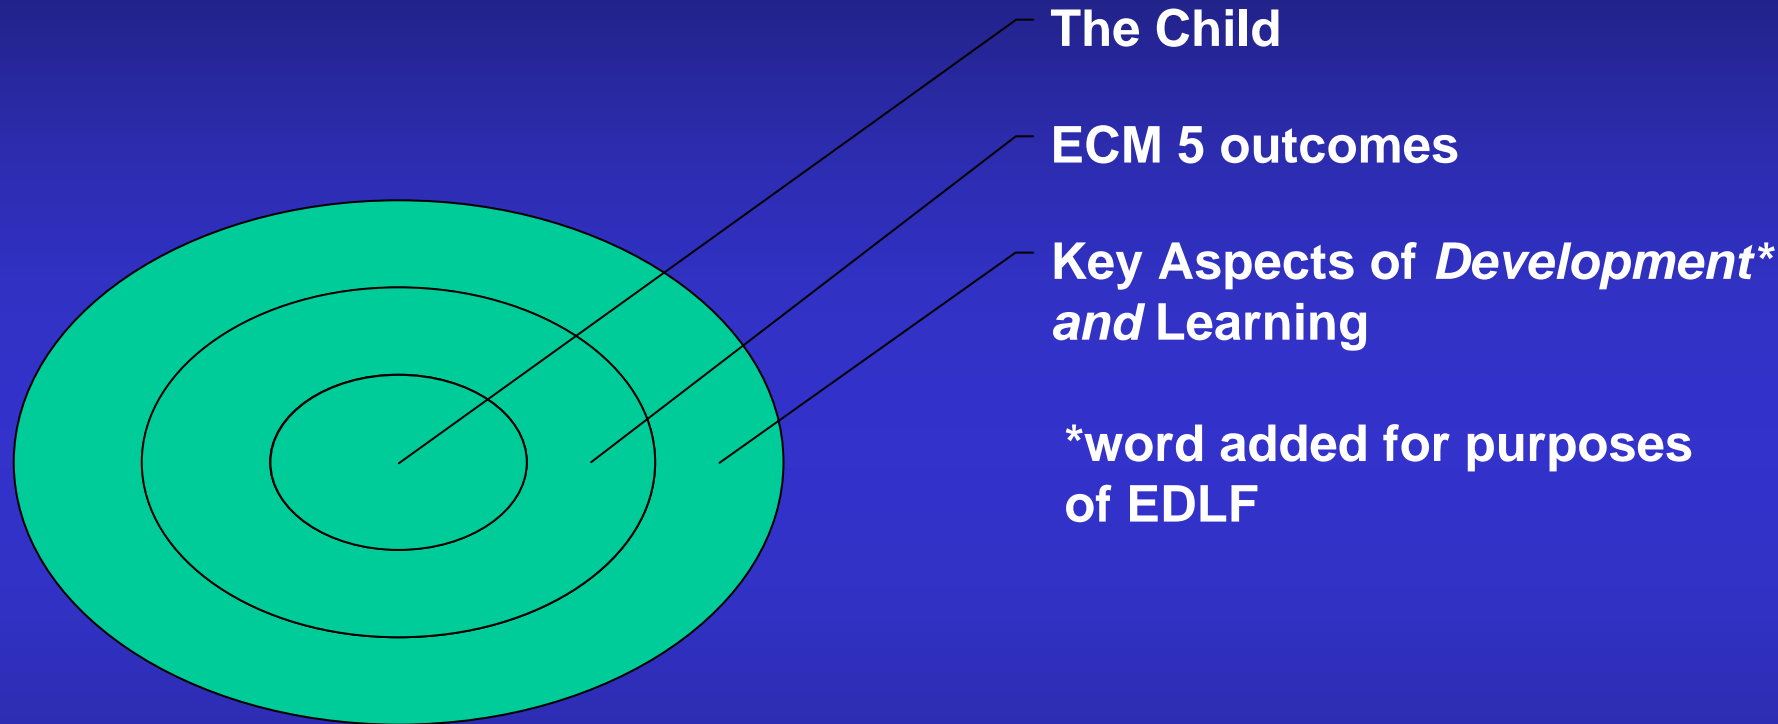 The Child
ECM 5 outcomes
Key Aspects of Development*
and Learning
*word added for purposes
of EDLF